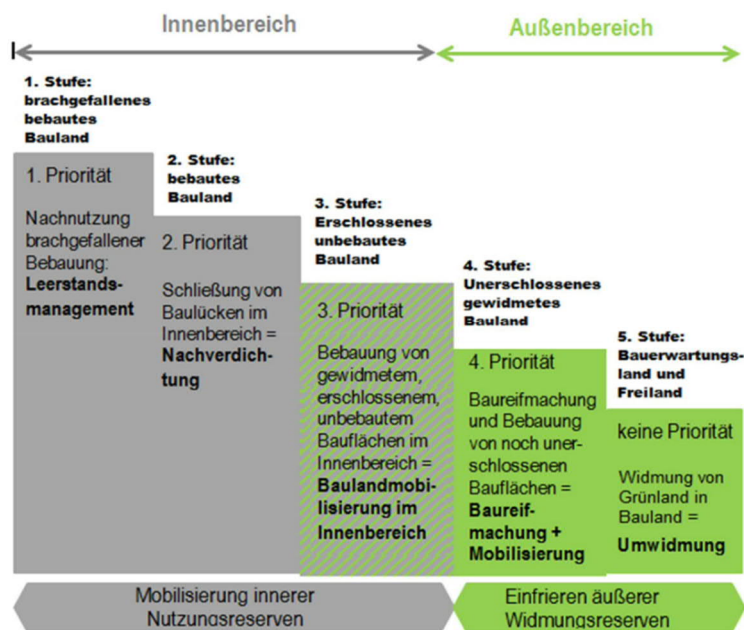 Innenbereich
Außenbereich
1. Stufe:
brachgefallenes
bebautes
Bauland
1. Priorität
Nachnutzung
brachgefallener
Bebauung:
Leerstands-
management
2. Stufe:
bebautes
Bauland
2. Priorität
Schließung von
Baulücken im
Innenbereich =
Nachverdich-
tung
3. Stufe:
Erschlossenes
unbebautes
Bauland
3. Priorität
Bebauung von
gewidmetem,
erschlossenem,
unbebautem
Bauflächen im
Innenbereich =
Baulandmobi-
lisierung im
Innenbereich
4. Stufe:
Unerschlossenes
gewidmetes
Bauland
4. Priorität
Baureifmachung
und Bebauung
von noch uner-
schlossenen
Bauflächen =
Baureif-
machung +
Mobilisierung
5. Stufe:
Bauerwartungs-
land und
Freiland
keine Priorität
Widmung von
Grünland in
Bauland =
Umwidmung
Mobilisierung innerer
Nutzungsreserven
Einfrieren äußerer
Widmungsreserven